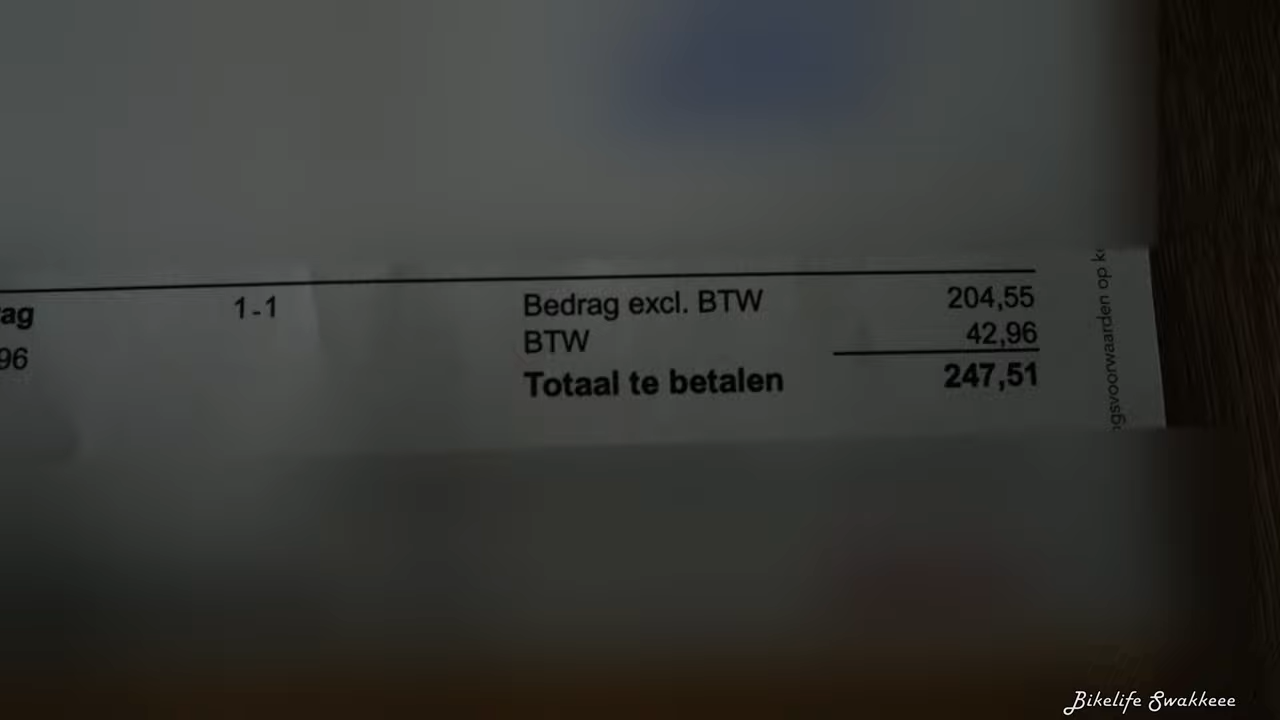 ag 1-1 Bedrag excl. BTW 204,55
96 BTW 42,96
Totaal te betalen 247,51
gsvoorwaarden op k
Bikelife Swakkeee